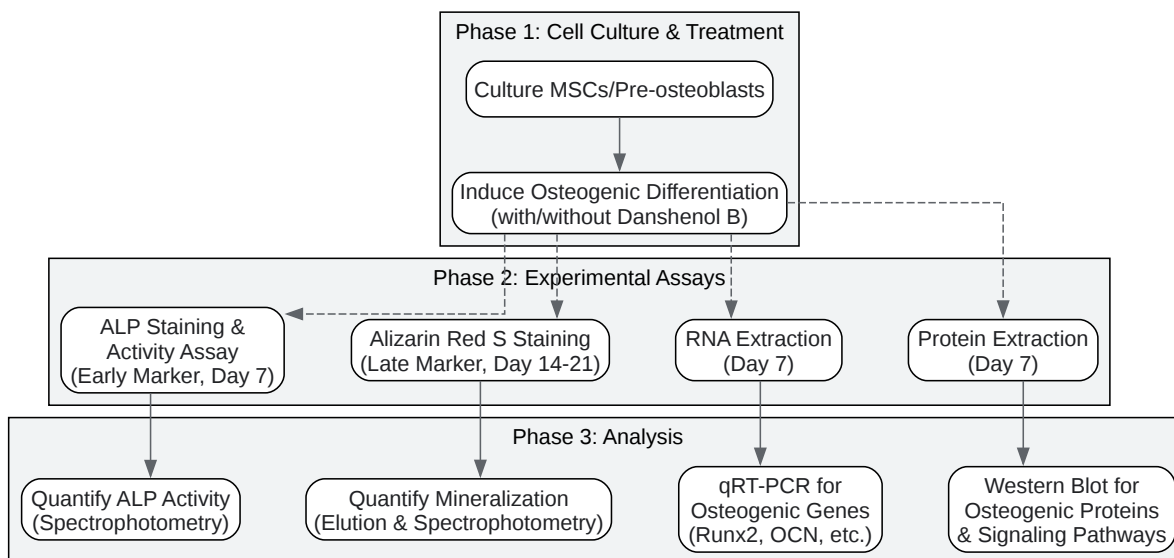 Phase 1: Cell Culture & Treatment
Culture MSCs/Pre-osteoblasts
Induce Osteogenic Differentiation
(with/without Danshenol B)
Phase 2: Experimental Assays
ALP Staining &
Activity Assay
(Early Marker, Day 7)
Alizarin Red S Staining
(Late Marker, Day 14-21)
RNA Extraction
(Day 7)
Protein Extraction
(Day 7)
Phase 3: Analysis
Quantify ALP Activity
(Spectrophotometry)
Quantify Mineralization
(Elution & Spectrophotometry)
qRT-PCR for
Osteogenic Genes
(Runx2, OCN, etc.)
Western Blot for
Osteogenic Proteins
& Signaling Pathways